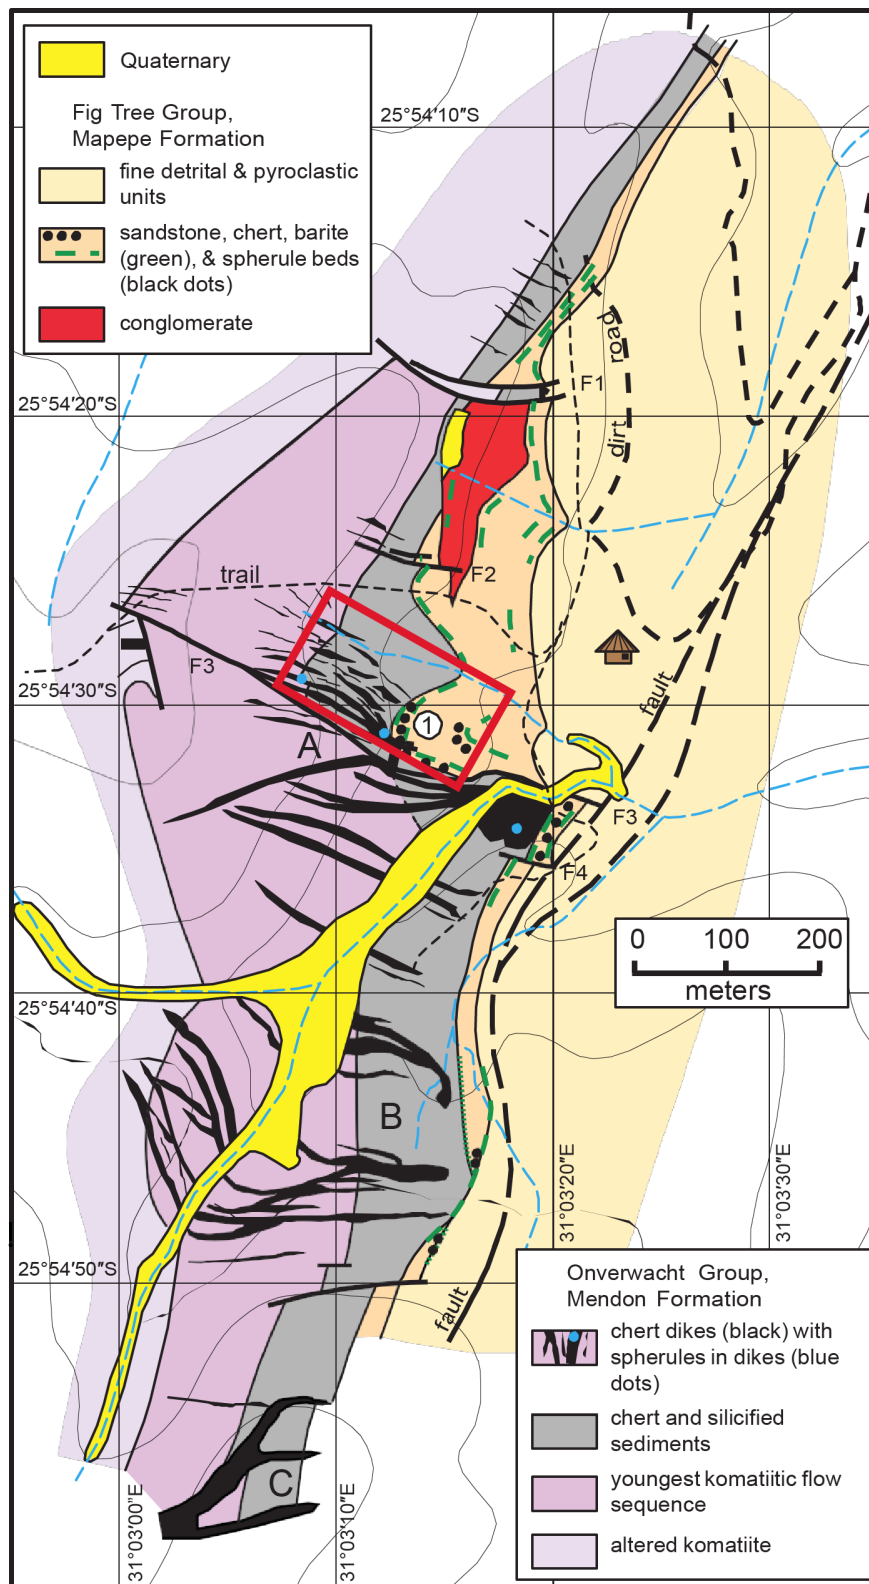 Quaternary
Fig Tree Group,
Mapepe Formation
fine detrital & pyroclastic
units
sandstone, chert, barite
(green), & spherule beds
(black dots)
conglomerate
25°54′10″S
road
dirt
F1
25°54′20″S
F2
trail
F3
25°54′30″S
fault
A
1
F3
F4
0 100 200
meters
25°54′40″S
B
31°03′20″E
31°03′30″E
25°54′50″S
fault
C
31°03′00″E
31°03′10″E
Onverwacht Group,
Mendon Formation
chert dikes (black) with
spherules in dikes (blue
dots)
chert and silicified
sediments
youngest komatiitic flow
sequence
altered komatiite